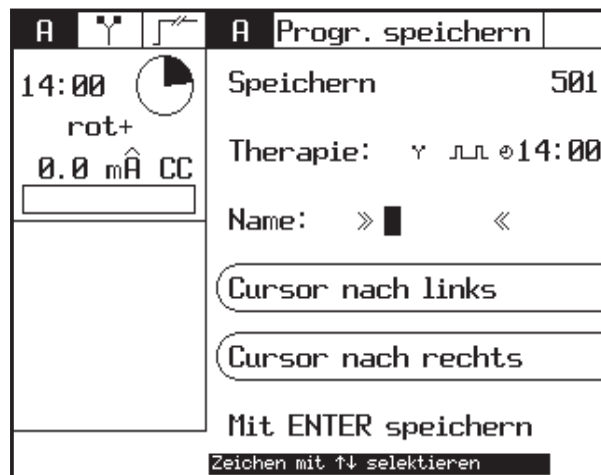 A
14:00
rot+
0.0 mÂ CC
A Progr. speichern
Speichern 501
Therapie: 14:00
Name: » «
Cursor nach links
Cursor nach rechts
Mit ENTER speichern
Zeichen mit ↑↓ selektieren